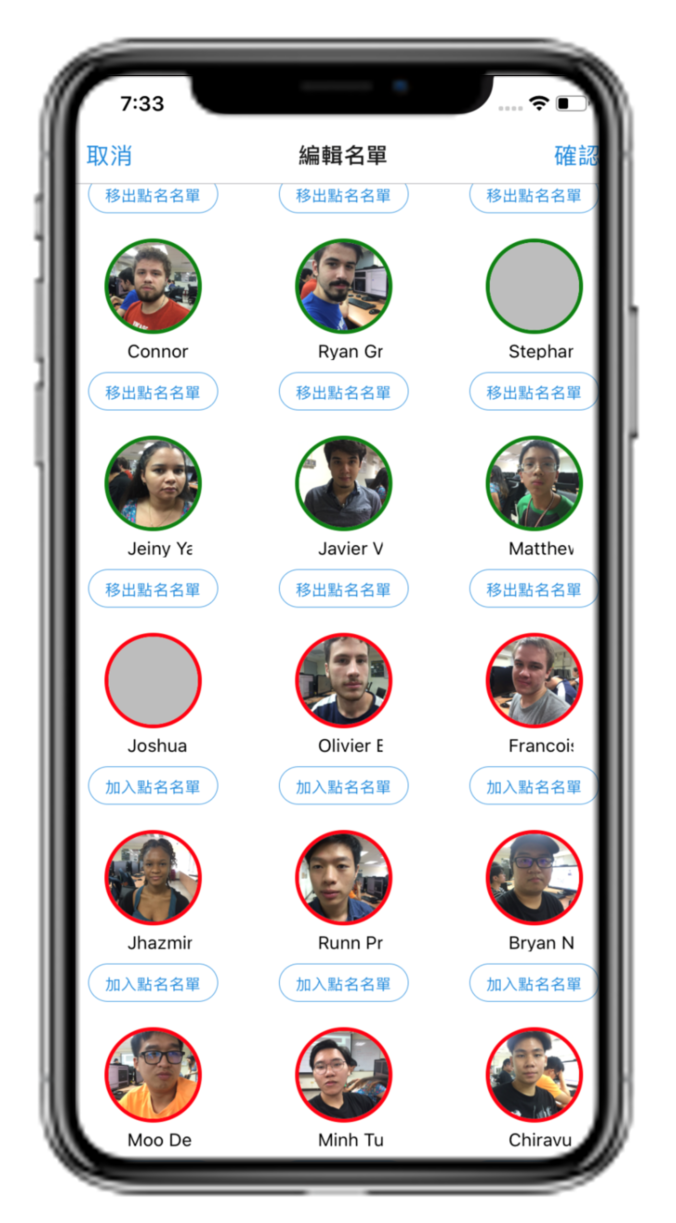 7:33
取消 編輯名單 確認
移出點名名單 移出點名名單 移出點名名單
Connor Ryan Gr Stephar
移出點名名單 移出點名名單 移出點名名單
Jeiny Ya Javier V Matthew
移出點名名單 移出點名名單 移出點名名單
Joshua Olivier E Francois
加入點名名單 加入點名名單 加入點名名單
Jhazmir Runn Pr Bryan N
加入點名名單 加入點名名單 加入點名名單
Moo De Minh Tu Chiravu